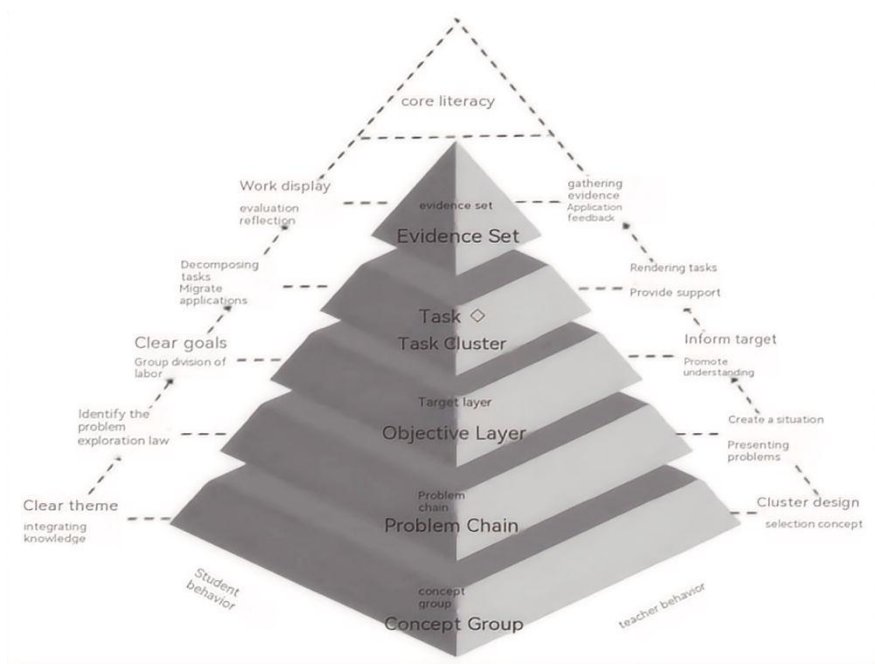 core literacy
Work display
evaluation
reflection
evidence set
Evidence Set
gathering
evidence
Application
feedback
Decomposing
tasks
Migrate
applications
Task ◇
Task Cluster
Rendering tasks
Provide support
Clear goals
Group division of
labor
Target layer
Objective Layer
Inform target
Promote
understanding
Identify the
problem
exploration law
Problem
chain
Problem Chain
Create a situation
Presenting
problems
Clear theme
integrating
knowledge
concept
group
Concept Group
Cluster design
selection concept
Student
behavior
teacher behavior